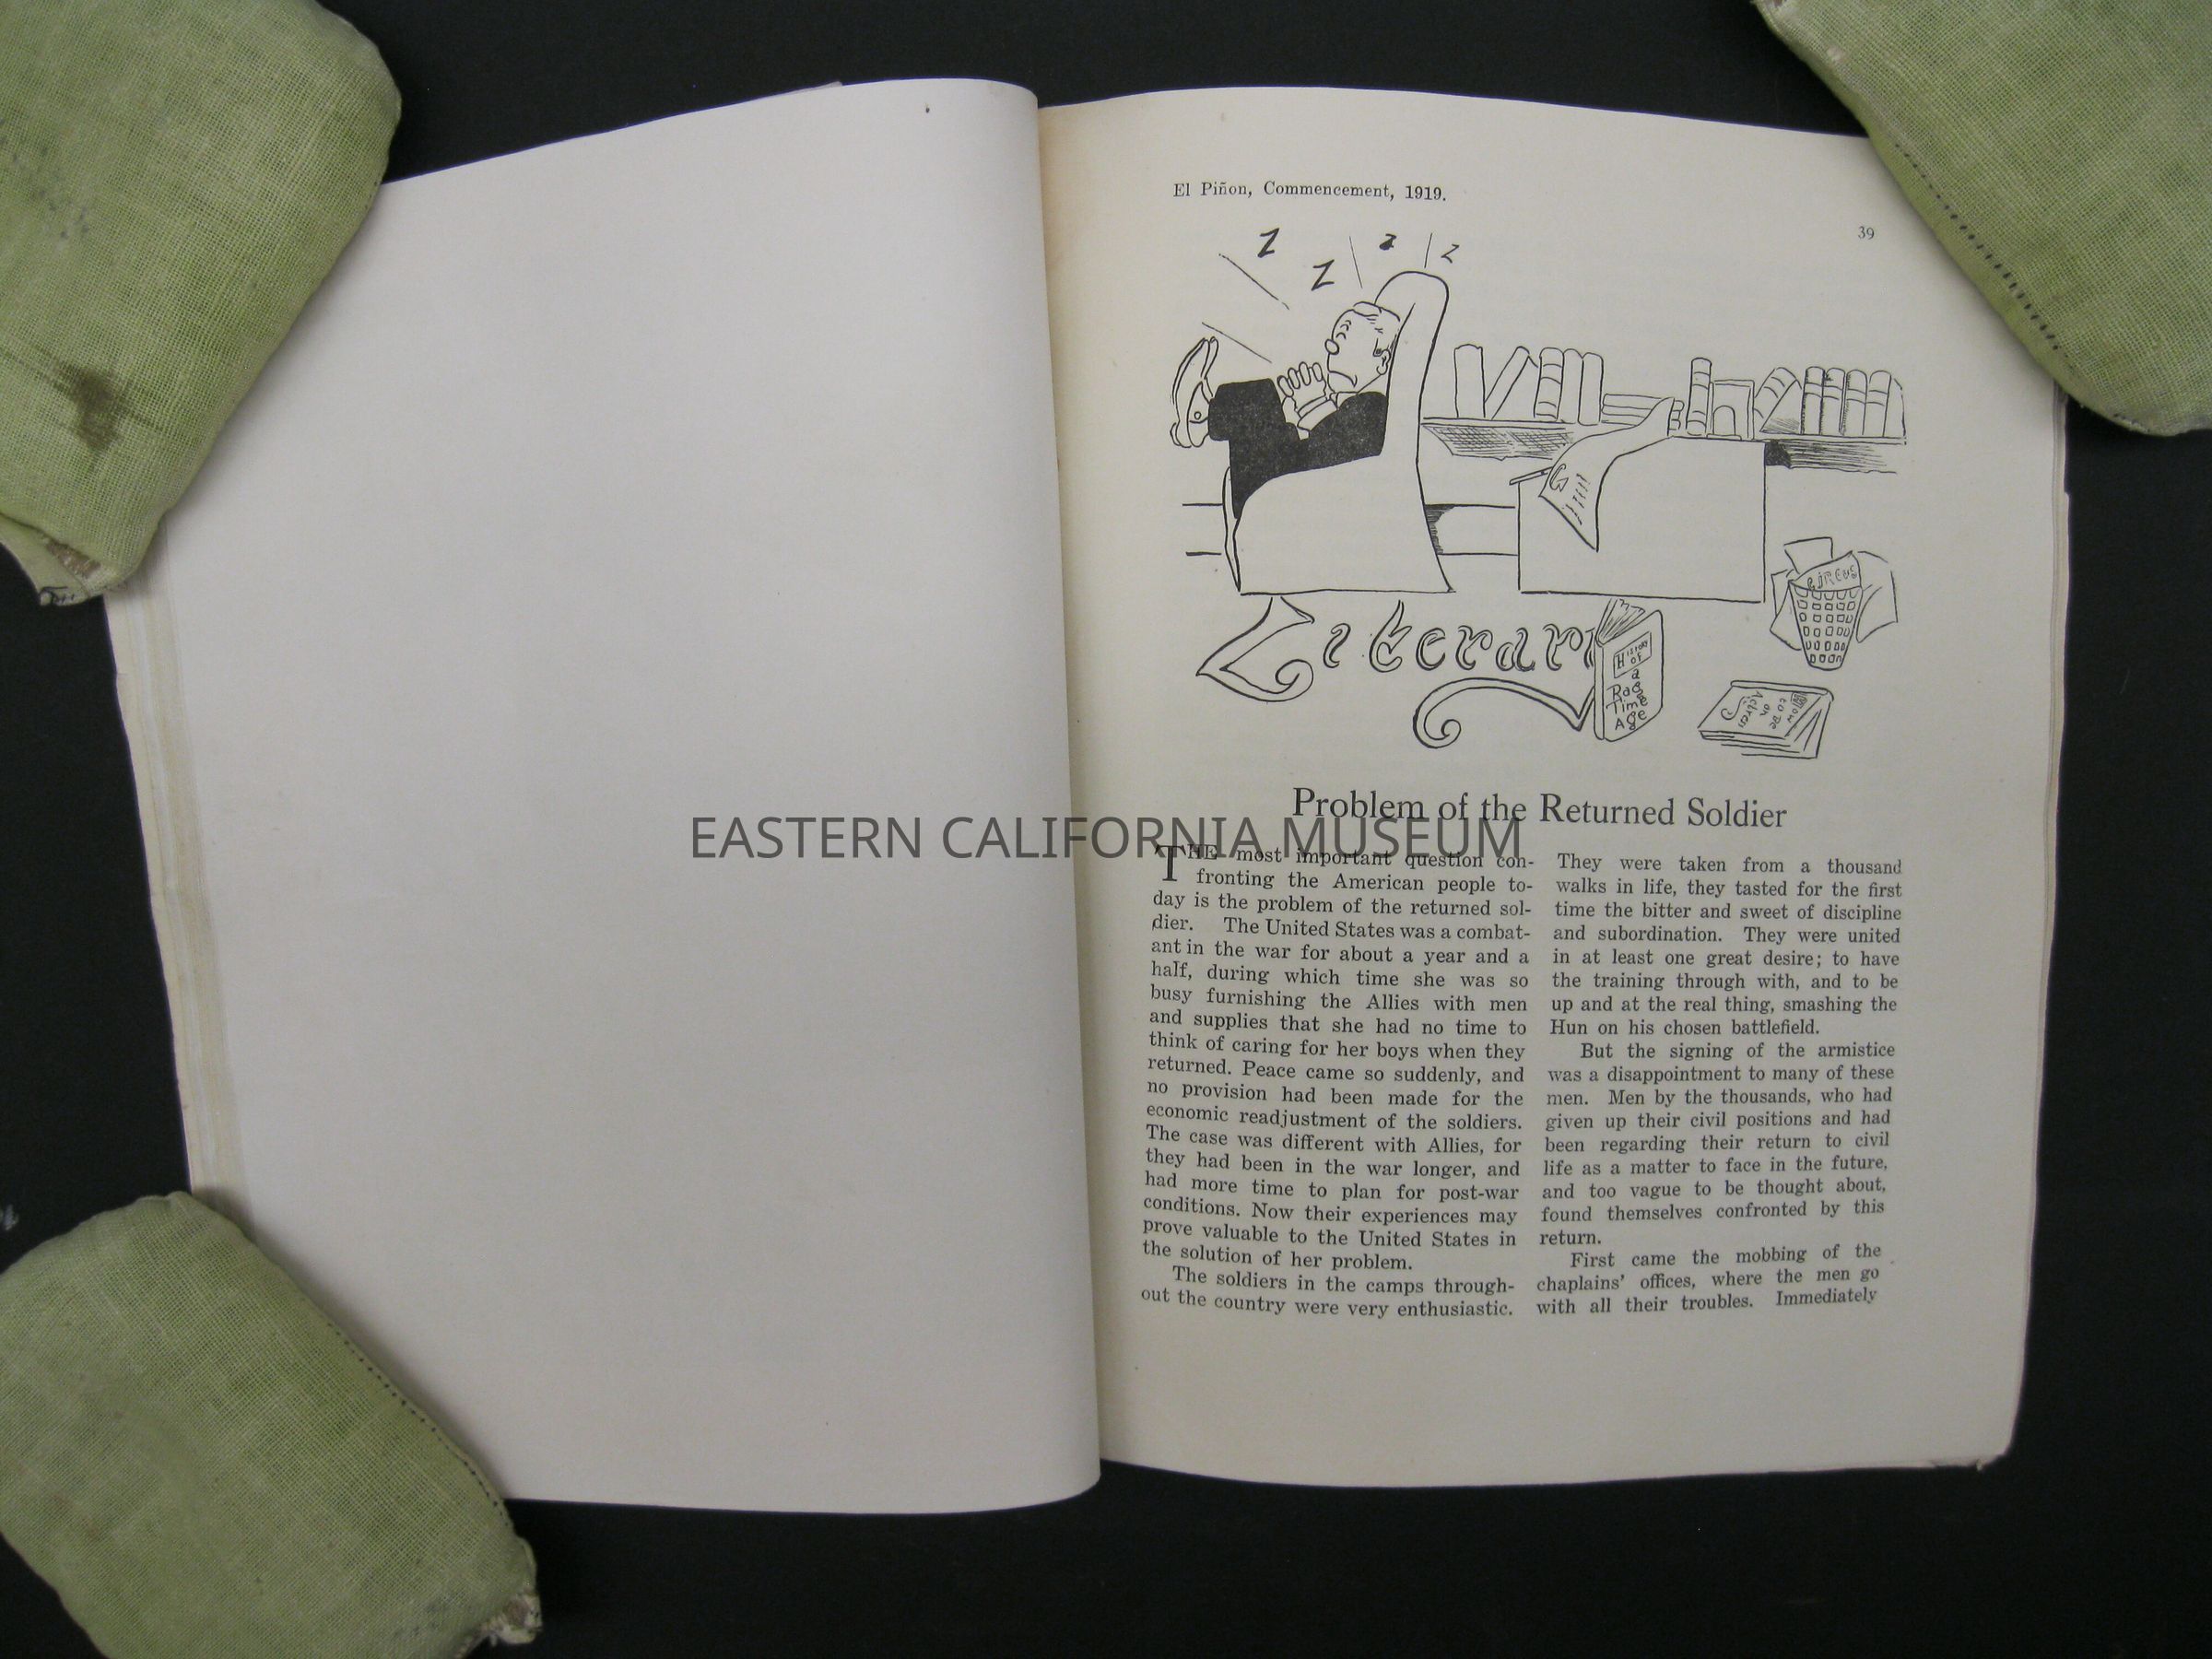 El Piñon, Commencement, 1919.
39
Z Z Z Z
CIRCUS
Literary
History
of
a
Rag
Time
Age
Problem of the Returned Soldier
EASTERN CALIFORNIA MUSEUM
THE most important question con-
fronting the American people to-
day is the problem of the returned sol-
dier. The United States was a combat-
ant in the war for about a year and a
half, during which time she was so
busy furnishing the Allies with men
and supplies that she had no time to
think of caring for her boys when they
returned. Peace came so suddenly, and
no provision had been made for the
economic readjustment of the soldiers.
The case was different with Allies, for
they had been in the war longer, and
had more time to plan for post-war
conditions. Now their experiences may
prove valuable to the United States in
the solution of her problem.
The soldiers in the camps through-
out the country were very enthusiastic.
They were taken from a thousand
walks in life, they tasted for the first
time the bitter and sweet of discipline
and subordination. They were united
in at least one great desire; to have
the training through with, and to be
up and at the real thing, smashing the
Hun on his chosen battlefield.
But the signing of the armistice
was a disappointment to many of these
men. Men by the thousands, who had
given up their civil positions and had
been regarding their return to civil
life as a matter to face in the future,
and too vague to be thought about,
found themselves confronted by this
return.
First came the mobbing of the
chaplains' offices, where the men go
with all their troubles. Immediately